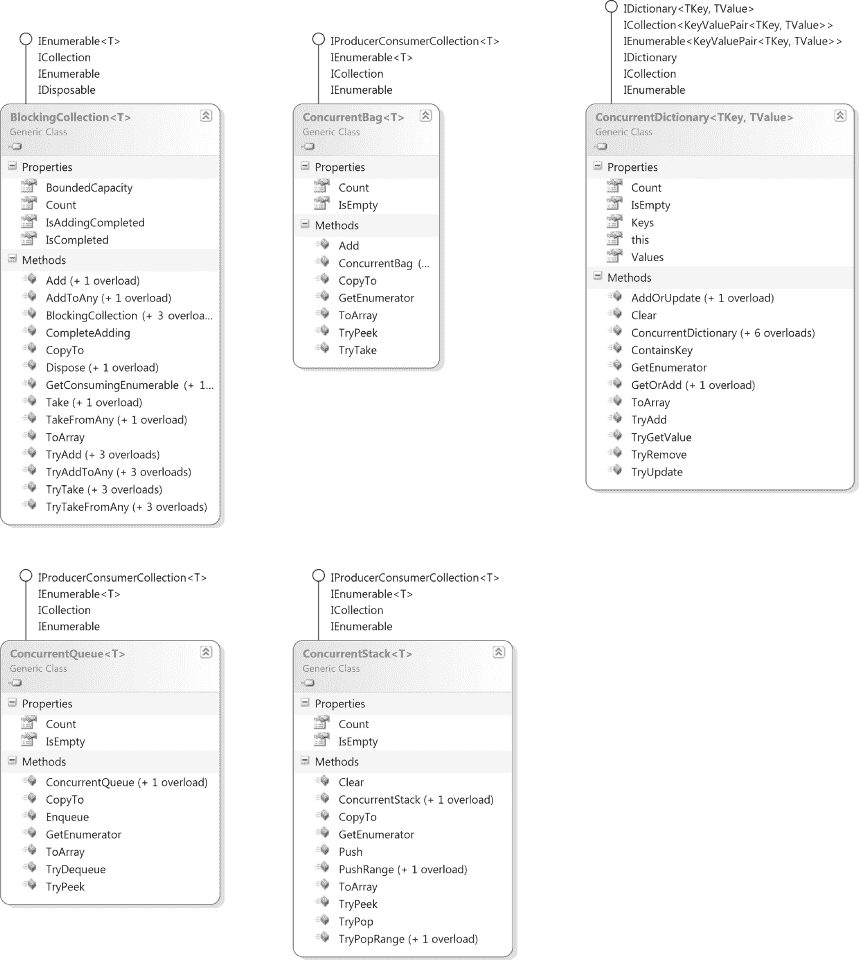 IEnumerable<T>
ICollection
IEnumerable
IDisposable
BlockingCollection<T>
Generic Class
Properties
BoundedCapacity
Count
IsAddingCompleted
IsCompleted
Methods
Add (+ 1 overload)
AddToAny (+ 1 overload)
BlockingCollection (+ 3 overloa...
CompleteAdding
CopyTo
Dispose (+ 1 overload)
GetConsumingEnumerable (+ 1...
Take (+ 1 overload)
TakeFromAny (+ 1 overload)
ToArray
TryAdd (+ 3 overloads)
TryAddToAny (+ 3 overloads)
TryTake (+ 3 overloads)
TryTakeFromAny (+ 3 overloads)
IProducerConsumerCollection<T>
IEnumerable<T>
ICollection
IEnumerable
ConcurrentBag<T>
Generic Class
Properties
Count
IsEmpty
Methods
Add
ConcurrentBag (...
CopyTo
GetEnumerator
ToArray
TryPeek
TryTake
IDictionary<TKey, TValue>
ICollection<KeyValuePair<TKey, TValue>>
IEnumerable<KeyValuePair<TKey, TValue>>
IDictionary
ICollection
IEnumerable
ConcurrentDictionary<TKey, TValue>
Generic Class
Properties
Count
IsEmpty
Keys
this
Values
Methods
AddOrUpdate (+ 1 overload)
Clear
ConcurrentDictionary (+ 6 overloads)
ContainsKey
GetEnumerator
GetOrAdd (+ 1 overload)
ToArray
TryAdd
TryGetValue
TryRemove
TryUpdate
IProducerConsumerCollection<T>
IEnumerable<T>
ICollection
IEnumerable
ConcurrentQueue<T>
Generic Class
Properties
Count
IsEmpty
Methods
ConcurrentQueue (+ 1 overload)
CopyTo
Enqueue
GetEnumerator
ToArray
TryDequeue
TryPeek
IProducerConsumerCollection<T>
IEnumerable<T>
ICollection
IEnumerable
ConcurrentStack<T>
Generic Class
Properties
Count
IsEmpty
Methods
Clear
ConcurrentStack (+ 1 overload)
CopyTo
GetEnumerator
Push
PushRange (+ 1 overload)
ToArray
TryPeek
TryPop
TryPopRange (+ 1 overload)